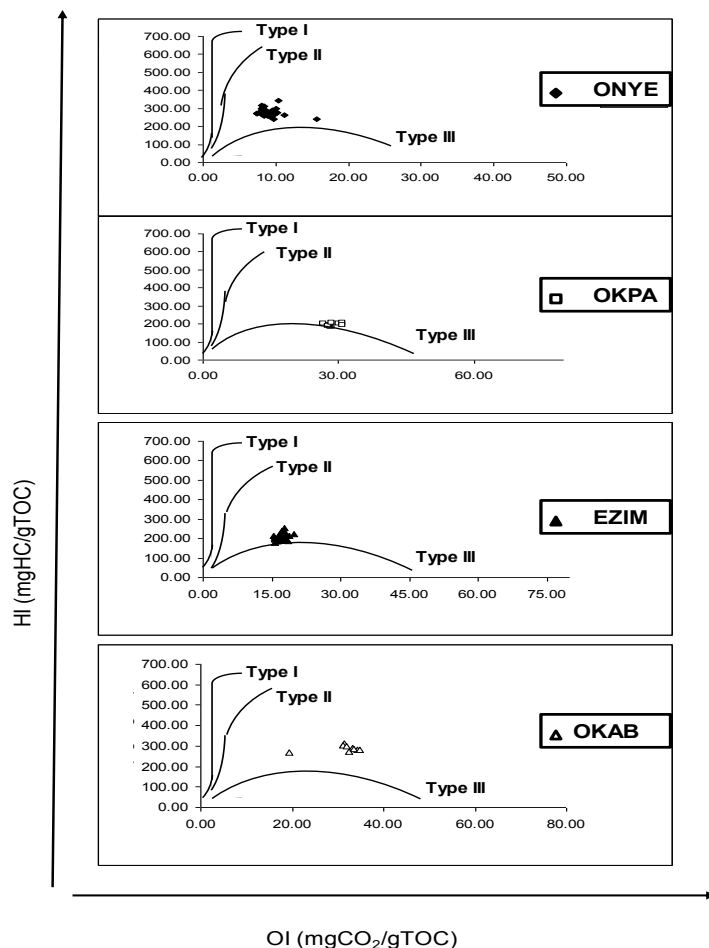 Type I
700.00
600.00
Type II
500.00
400.00
ONYE
300.00
200.00
Type III
100.00
0.00
0.00 10.00 20.00 30.00 40.00 50.00
Type I
700.00
600.00
Type II
500.00
400.00
OKPA
300.00
200.00
Type III
100.00
0.00
0.00 30.00 60.00
Type I
700.00
600.00
Type II
500.00
400.00
EZIM
300.00
200.00
Type III
100.00
0.00
0.00 15.00 30.00 45.00 60.00 75.00
Type I
700.00
600.00
Type II
500.00
400.00
OKAB
300.00
200.00
Type III
100.00
0.00
0.00 20.00 40.00 60.00 80.00
HI (mgHC/gTOC)
OI (mgCO₂/gTOC)